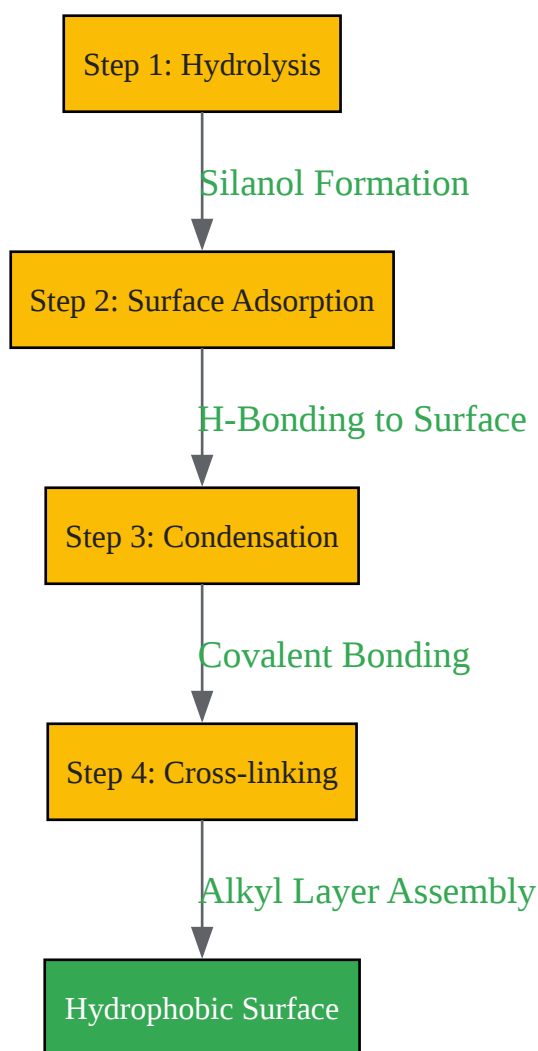 Step 1: Hydrolysis
Silanol Formation
Step 2: Surface Adsorption
H-Bonding to Surface
Step 3: Condensation
Covalent Bonding
Step 4: Cross-linking
Alkyl Layer Assembly
Hydrophobic Surface